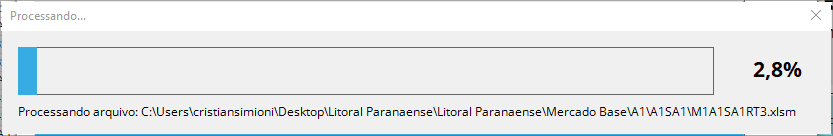 Processando...
2,8%
Processando arquivo: C:\Users\cristiansimioni\Desktop\Litoral Paranaense\Litoral Paranaense\Mercado Base\A1\A1SA1\M1A1SA1RT3.xlsm